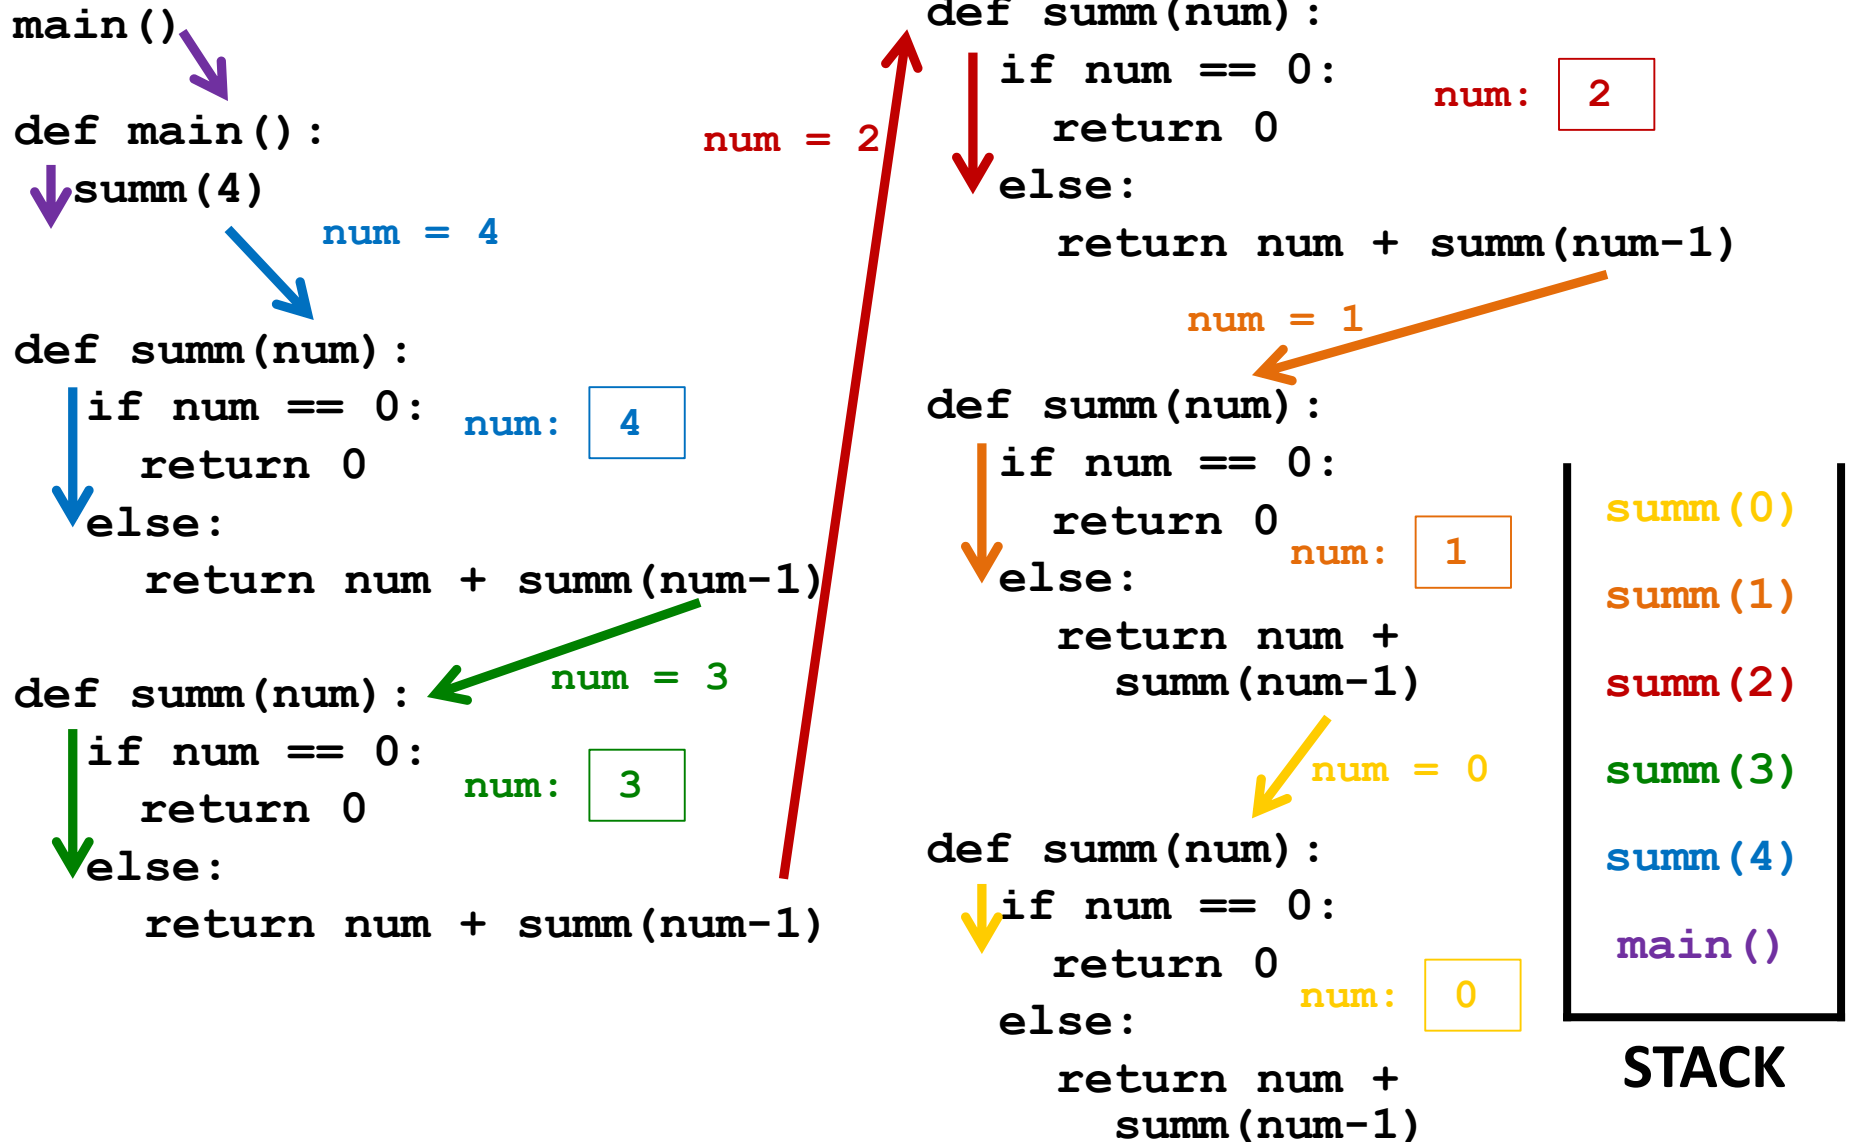 main()
def main():
summ(4)
num = 4
def summ(num):
if num == 0:
num: 4
return 0
else:
return num + summ(num-1)
num = 3
def summ(num):
if num == 0:
num: 3
return 0
else:
return num + summ(num-1)
num = 2
def summ(num):
if num == 0:
num: 2
return 0
else:
return num + summ(num-1)
num = 1
def summ(num):
if num == 0:
return 0
num: 1
else:
return num +
summ(num-1)
num = 0
def summ(num):
if num == 0:
return 0
num: 0
else:
return num +
summ(num-1)
summ(0)
summ(1)
summ(2)
summ(3)
summ(4)
main()
STACK